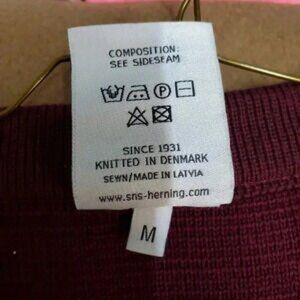 COMPOSITION:
SEE SIDESEAM
SINCE 1931
KNITTED IN DENMARK
SEWN/MADE IN LATVIA
www.sns-herning.com
M